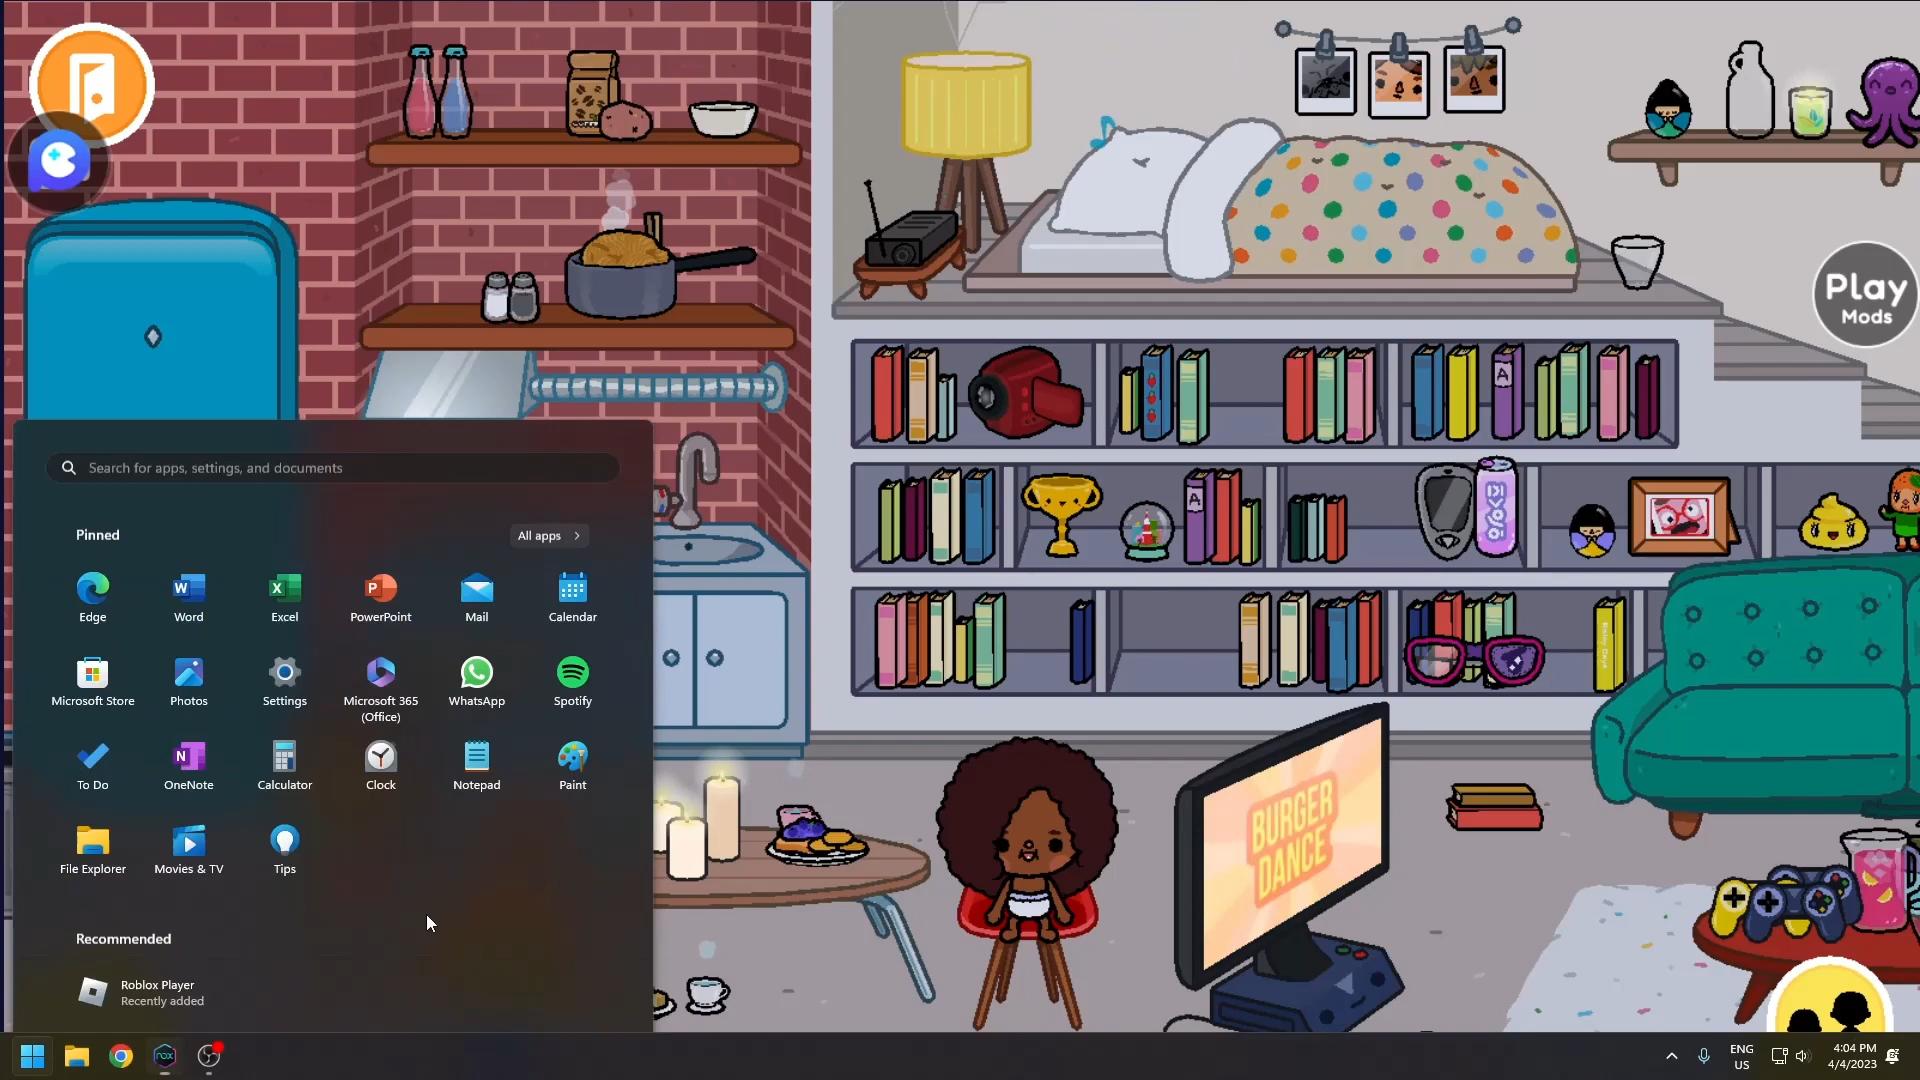 Play
Mods
Search for apps, settings, and documents
Pinned
All apps
Edge
Word
Excel
PowerPoint
Mail
Calendar
Microsoft Store
Photos
Settings
Microsoft 365
(Office)
WhatsApp
Spotify
To Do
OneNote
Calculator
Clock
Notepad
Paint
File Explorer
Movies & TV
Tips
Recommended
Roblox Player
Recently added
A
A
BURGER
DANCE
nox
ENG
US
4:04 PM
4/4/2023